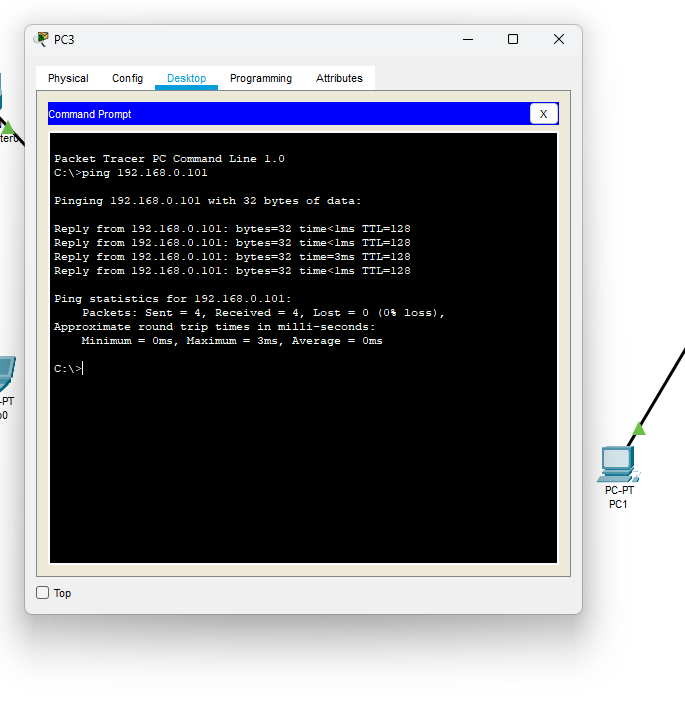 PC3
Physical Config Desktop Programming Attributes
Command Prompt
X
Packet Tracer PC Command Line 1.0
C:\>ping 192.168.0.101
Pinging 192.168.0.101 with 32 bytes of data:
Reply from 192.168.0.101: bytes=32 time<1ms TTL=128
Reply from 192.168.0.101: bytes=32 time<1ms TTL=128
Reply from 192.168.0.101: bytes=32 time=3ms TTL=128
Reply from 192.168.0.101: bytes=32 time<1ms TTL=128
Ping statistics for 192.168.0.101:
Packets: Sent = 4, Received = 4, Lost = 0 (0% loss),
Approximate round trip times in milli-seconds:
Minimum = 0ms, Maximum = 3ms, Average = 0ms
C:\>
Top
ter0
-PT
o0
PC-PT
PC1